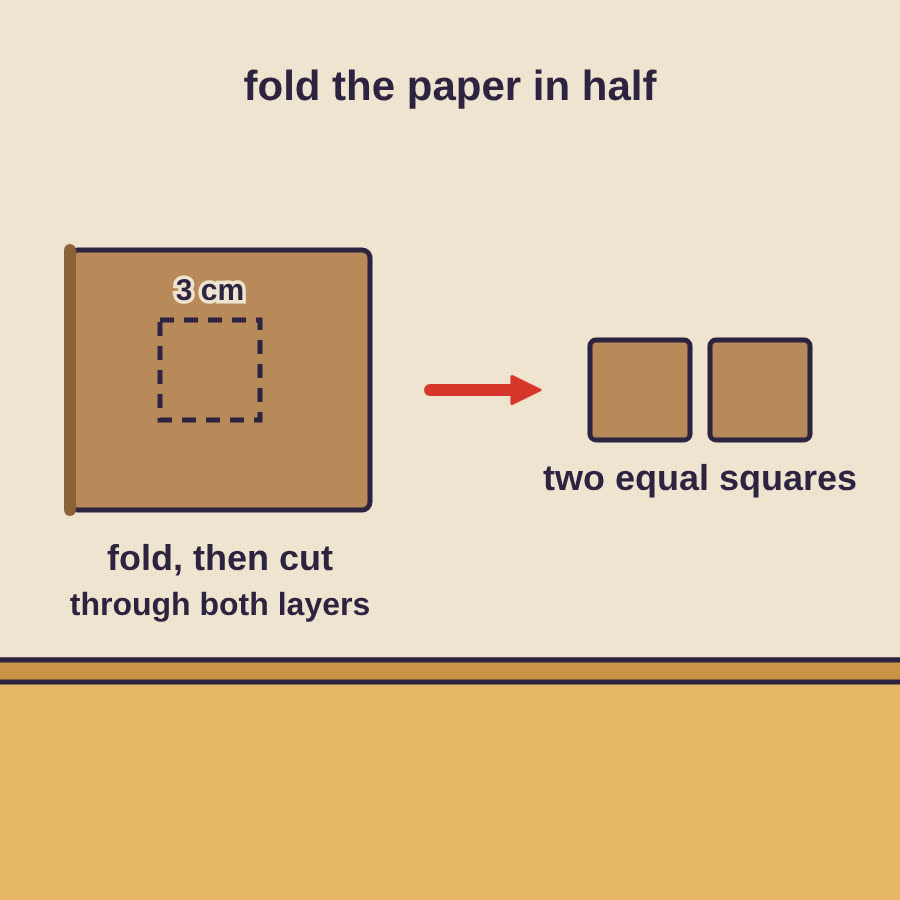 fold the paper in half
3 cm
two equal squares
fold, then cut
through both layers